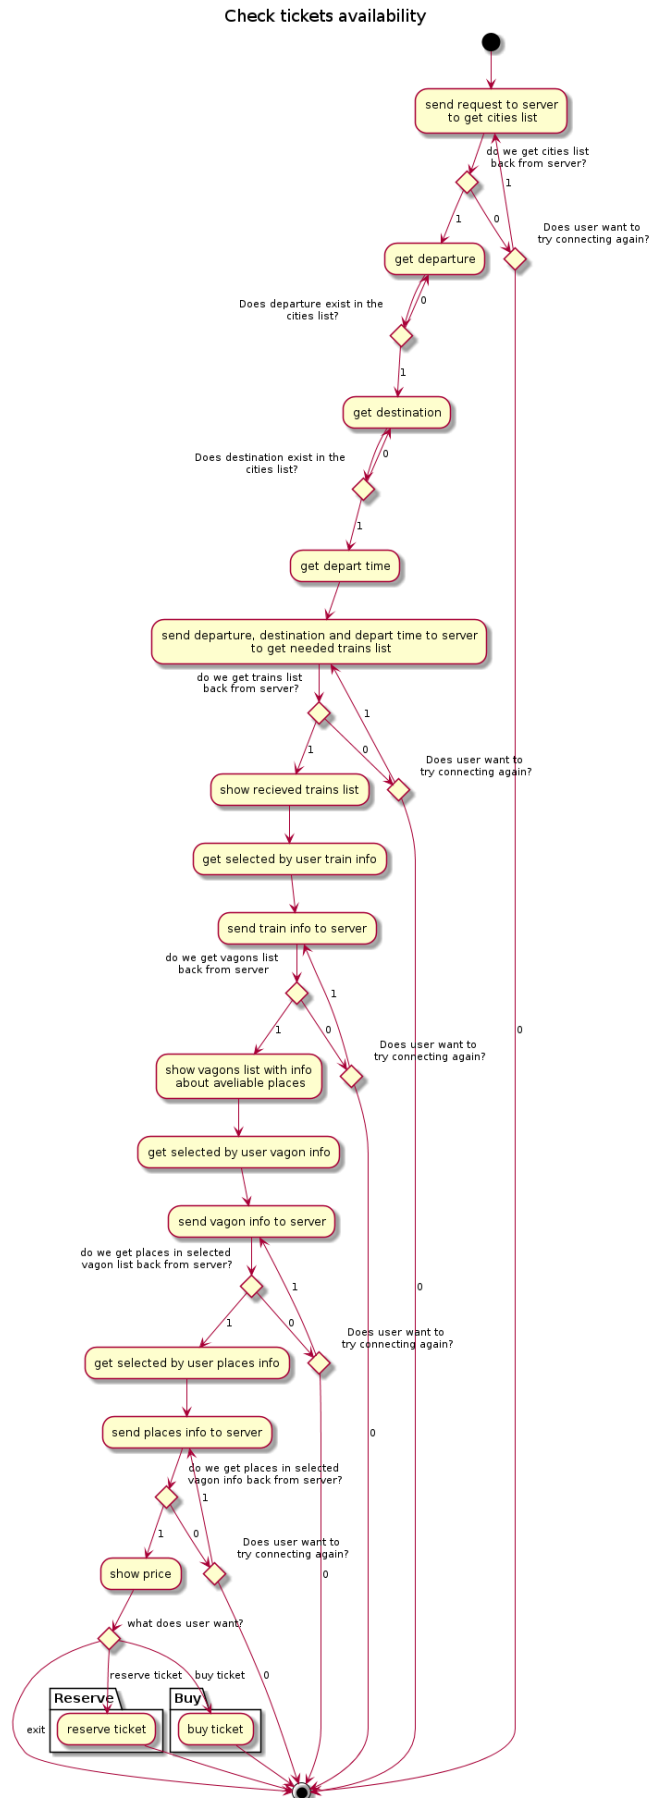 Check tickets availability
send request to server
to get cities list
do we get cities list
back from server?
1
1
0
Does user want to
try connecting again?
get departure
Does departure exist in the
cities list?
0
1
get destination
Does destination exist in the
cities list?
0
1
get depart time
send departure, destination and depart time to server
to get needed trains list
do we get trains list
back from server?
1
1
0
Does user want to
try connecting again?
show recieved trains list
get selected by user train info
send train info to server
do we get vagons list
back from server
1
1
0
0
Does user want to
try connecting again?
show vagons list with info
about aveliable places
get selected by user vagon info
send vagon info to server
do we get places in selected
vagon list back from server?
1
0
1
0
Does user want to
try connecting again?
get selected by user places info
send places info to server
0
do we get places in selected
vagon info back from server?
1
1
0
Does user want to
try connecting again?
show price
0
what does user want?
reserve ticket
buy ticket
0
Reserve
Buy
exit
reserve ticket
buy ticket